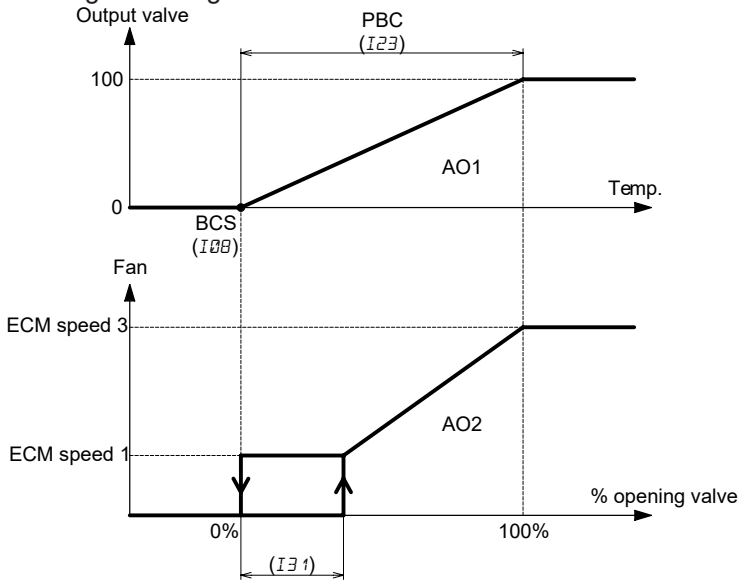 Output valve
PBC
(I23)
100
AO1
Temp.
0
BCS
(I08)
Fan
ECM speed 3
AO2
ECM speed 1
% opening valve
0%
100%
(I31)